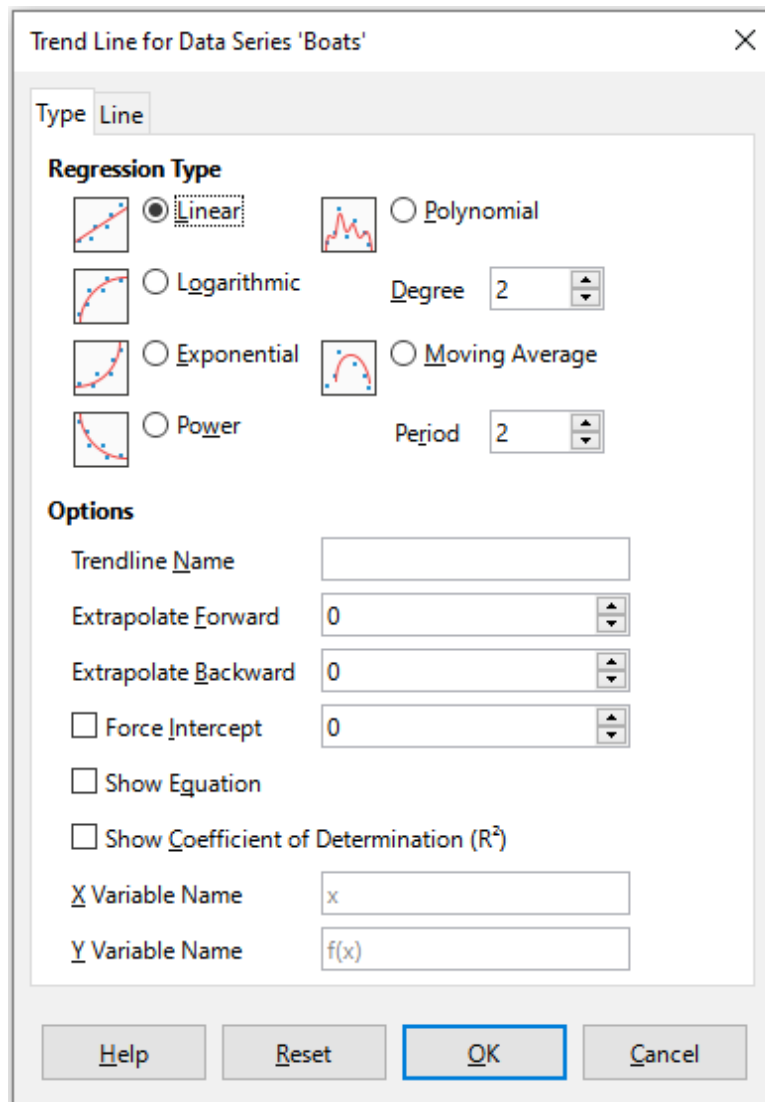 Trend Line for Data Series 'Boats'
Type Line
Regression Type
Linear Polynomial
Logarithmic Degree 2
Exponential Moving Average
Power Period 2
Options
Trendline Name
Extrapolate Forward 0
Extrapolate Backward 0
Force Intercept 0
Show Equation
Show Coefficient of Determination (R²)
X Variable Name x
Y Variable Name f(x)
Help Reset OK Cancel